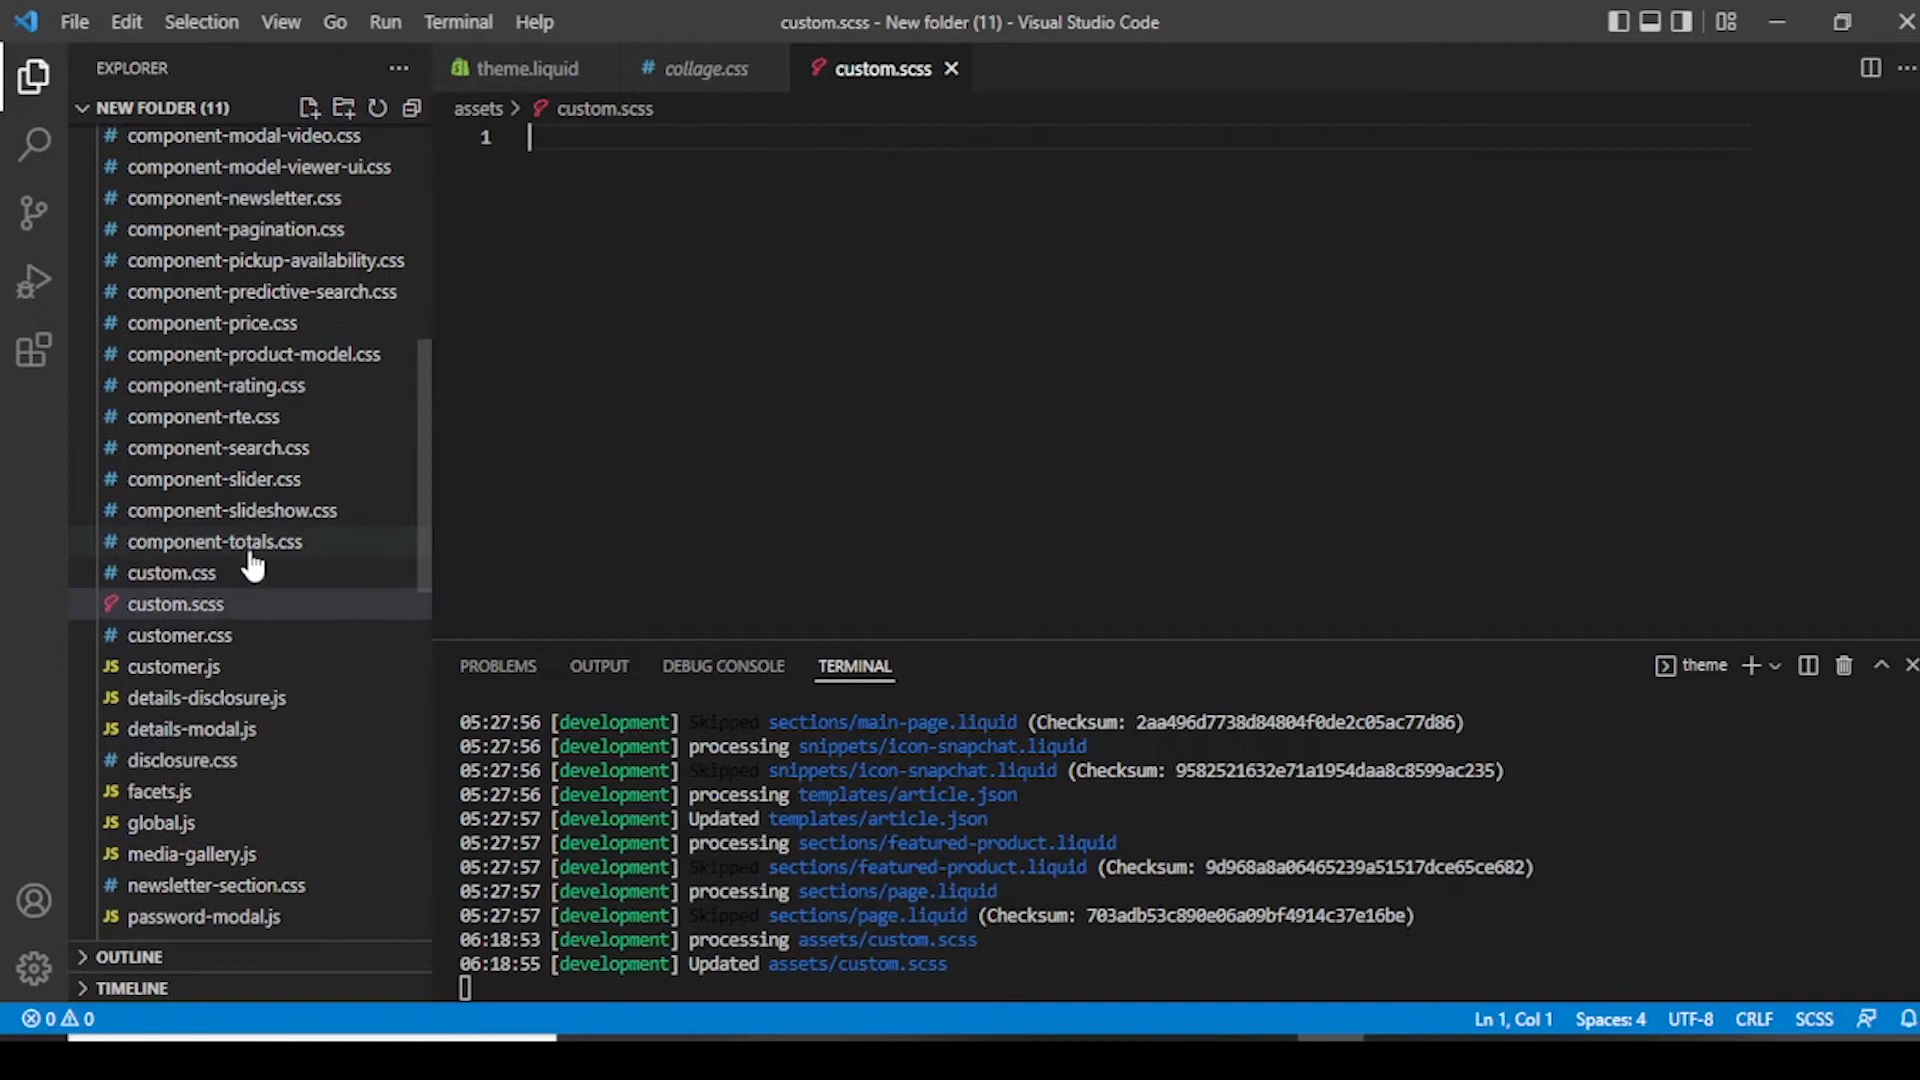 File Edit Selection View Go Run Terminal Help
custom.scss - New folder (11) - Visual Studio Code
EXPLORER
NEW FOLDER (11)
component-modal-video.css
component-model-viewer-ui.css
component-newsletter.css
component-pagination.css
component-pickup-availability.css
component-predictive-search.css
component-price.css
component-product-model.css
component-rating.css
component-rte.css
component-search.css
component-slider.css
component-slideshow.css
component-totals.css
custom.css
custom.scss
customer.css
JS customer.js
JS details-disclosure.js
JS details-modal.js
disclosure.css
JS facets.js
JS global.js
JS media-gallery.js
newsletter-section.css
JS password-modal.js
OUTLINE
TIMELINE
theme.liquid # collage.css custom.scss
assets > custom.scss
1
PROBLEMS OUTPUT DEBUG CONSOLE TERMINAL
theme
05:27:56 [development] Skipped sections/main-page.liquid (Checksum: 2aa496d7738d84804f0de2c05ac77d86)
05:27:56 [development] processing snippets/icon-snapchat.liquid
05:27:56 [development] Skipped snippets/icon-snapchat.liquid (Checksum: 9582521632e71a1954daa8c8599ac235)
05:27:56 [development] processing templates/article.json
05:27:57 [development] Updated templates/article.json
05:27:57 [development] processing sections/featured-product.liquid
05:27:57 [development] Skipped sections/featured-product.liquid (Checksum: 9d968a8a06465239a51517dce65ce682)
05:27:57 [development] processing sections/page.liquid
05:27:57 [development] Skipped sections/page.liquid (Checksum: 703adb53c890e06a09bf4914c37e16be)
06:18:53 [development] processing assets/custom.scss
06:18:55 [development] Updated assets/custom.scss
0 0
Ln 1, Col 1 Spaces: 4 UTF-8 CRLF SCSS